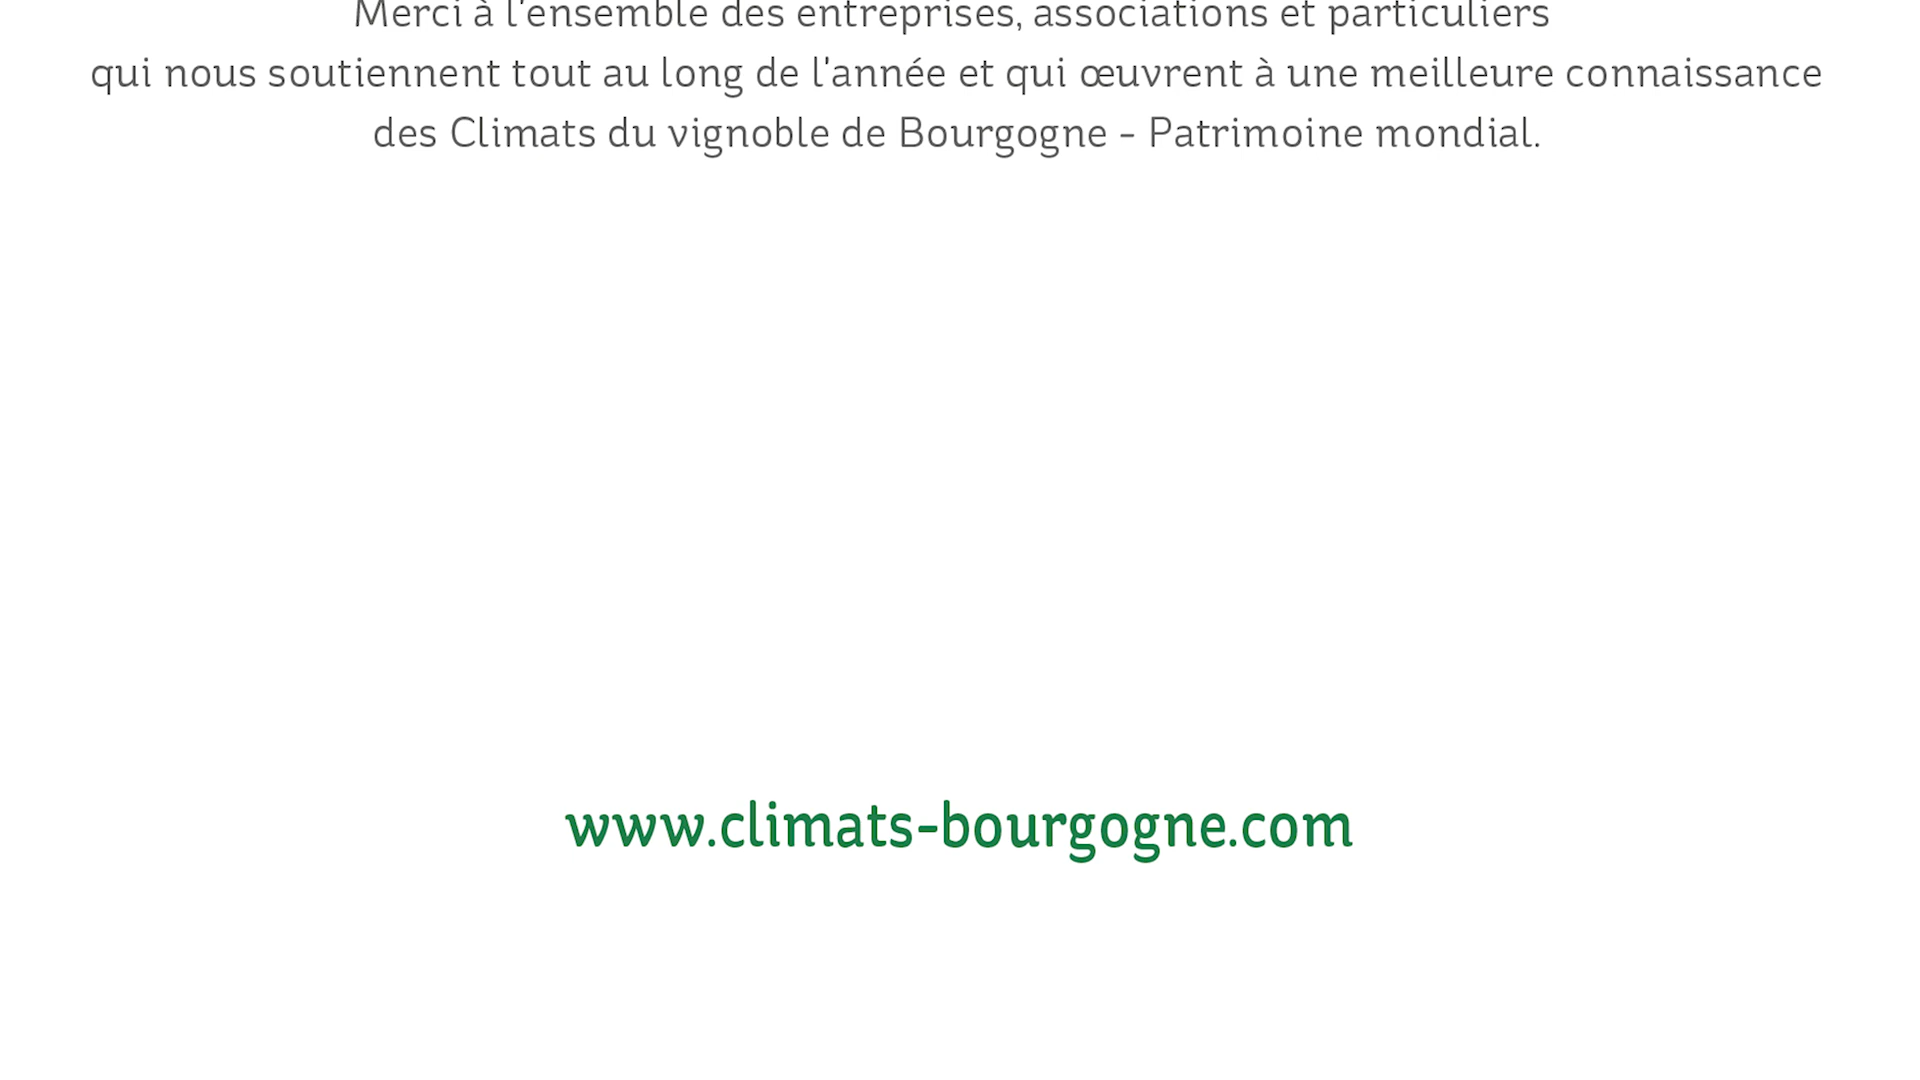 Merci à l'ensemble des entreprises, associations et particuliers
qui nous soutiennent tout au long de l'année et qui œuvrent à une meilleure connaissance
des Climats du vignoble de Bourgogne - Patrimoine mondial.
www.climats-bourgogne.com